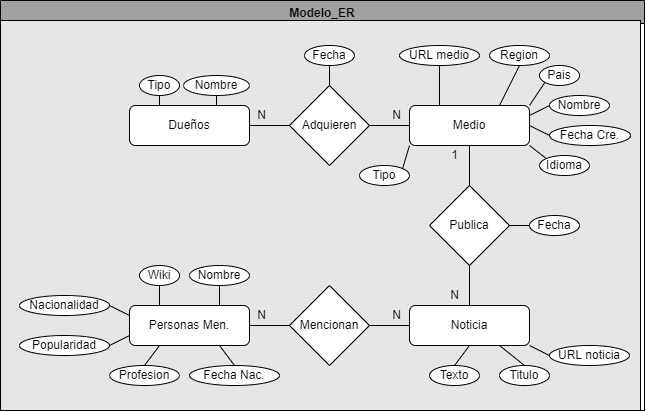 Modelo_ER
Fecha
URL medio
Region
Pais
Tipo
Nombre
Nombre
Dueños
N
Adquieren
N
Medio
Fecha Cre.
1
Idioma
Tipo
Publica
Fecha
Wiki
Nombre
N
Nacionalidad
Personas Men.
N
Mencionan
N
Noticia
Popularidad
URL noticia
Profesion
Fecha Nac.
Texto
Titulo